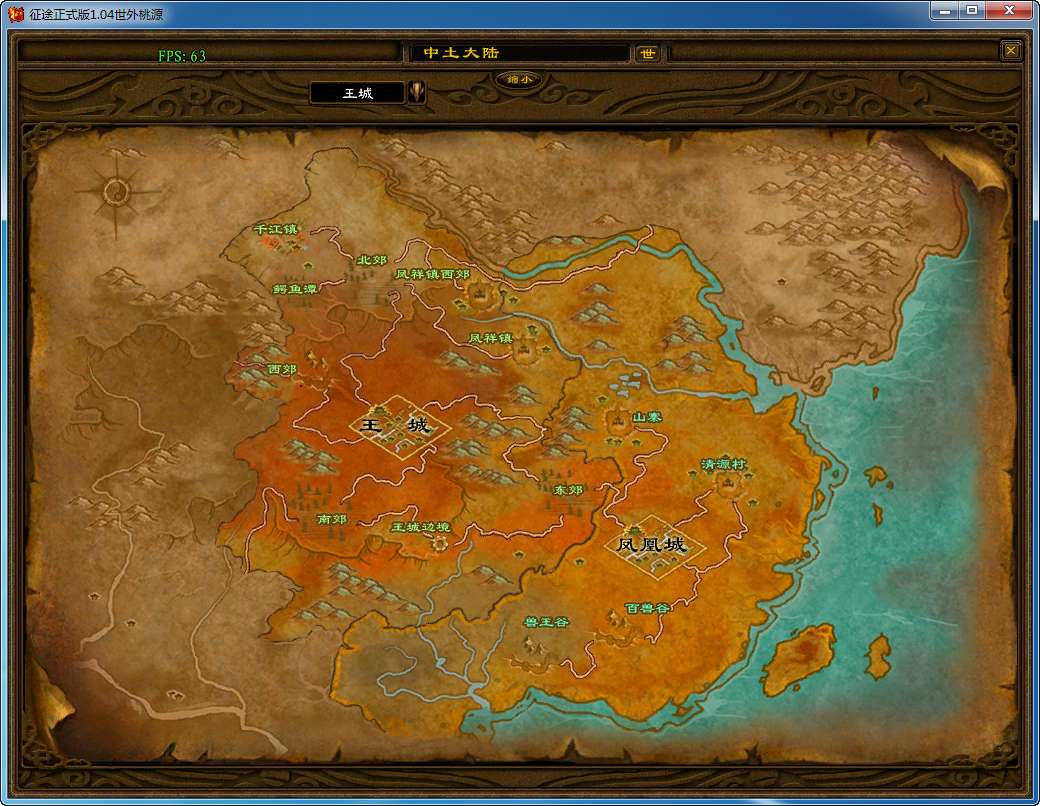 征途正式版1.04世外桃源
FPS: 63
中土大陆
世
缩小
王城
千江镇
北郊
凤祥镇西郊
鳄鱼潭
凤祥镇
西郊
王城
山寨
清源村
东郊
南郊
王城边境
凤凰城
百兽谷
兽王谷